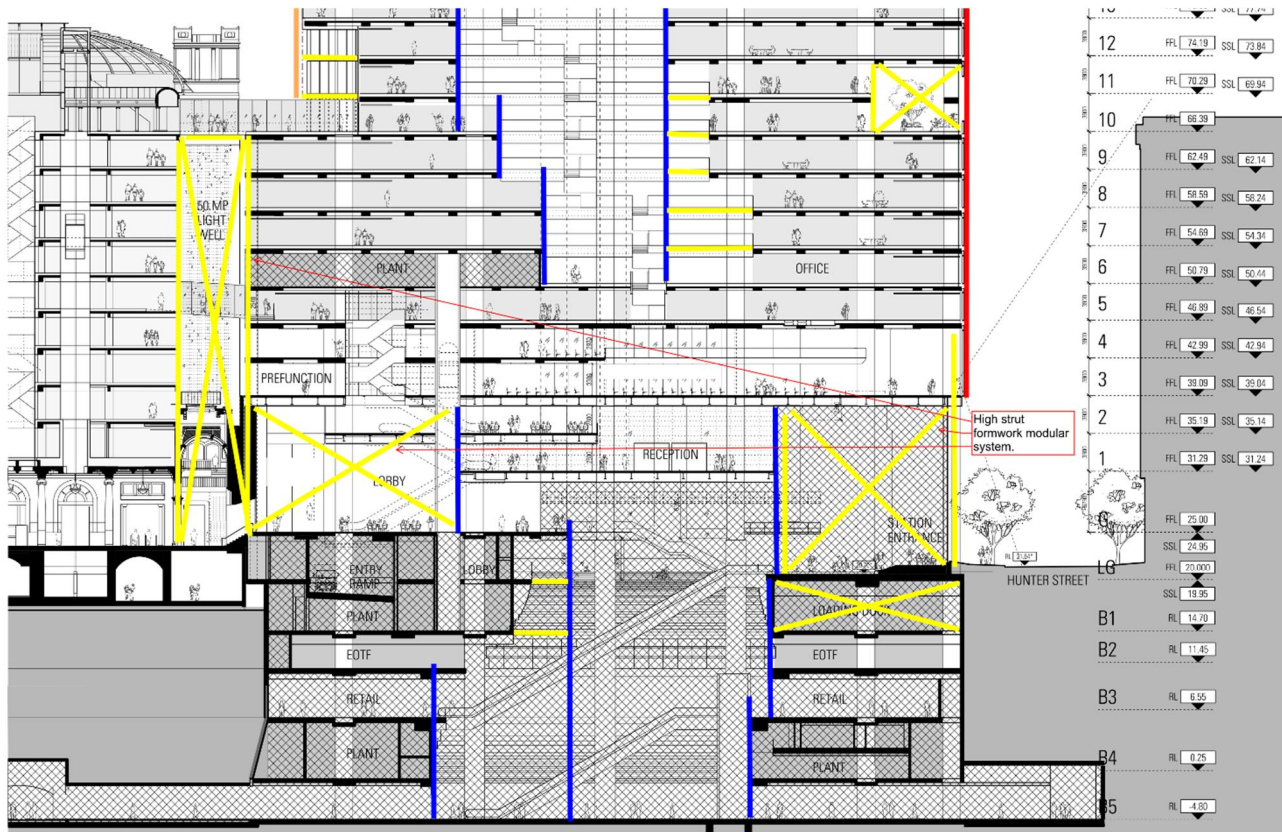 13 77.74
12 FFL 74.19 SSL 73.84
11 FFL 70.29 SSL 69.94
10 FFL 66.39
9 FFL 62.49 SSL 62.14
8 FFL 58.59 SSL 58.24
7 FFL 54.69 SSL 54.34
6 FFL 50.79 SSL 50.44
5 FFL 46.89 SSL 46.54
4 FFL 42.99 SSL 42.94
3 FFL 39.09 SSL 39.04
2 FFL 35.19 SSL 35.14
1 FFL 31.29 SSL 31.24
G FFL 25.00
SSL 24.95
LG FFL 20.000
SSL 19.95
B1 RL 14.70
B2 RL 11.45
B3 RL 6.55
B4 RL 0.25
B5 RL -4.80
50 MP
LIGHT
WELL
PLANT
OFFICE
PREFUNCTION
High strut
formwork modular
system.
RECEPTION
LOBBY
STATION
ENTRANCE
HUNTER STREET
ENTRY
RAMP
LOBBY
PLANT
LOADING DOCK
EOTF
EOTF
RETAIL
RETAIL
PLANT
PLANT